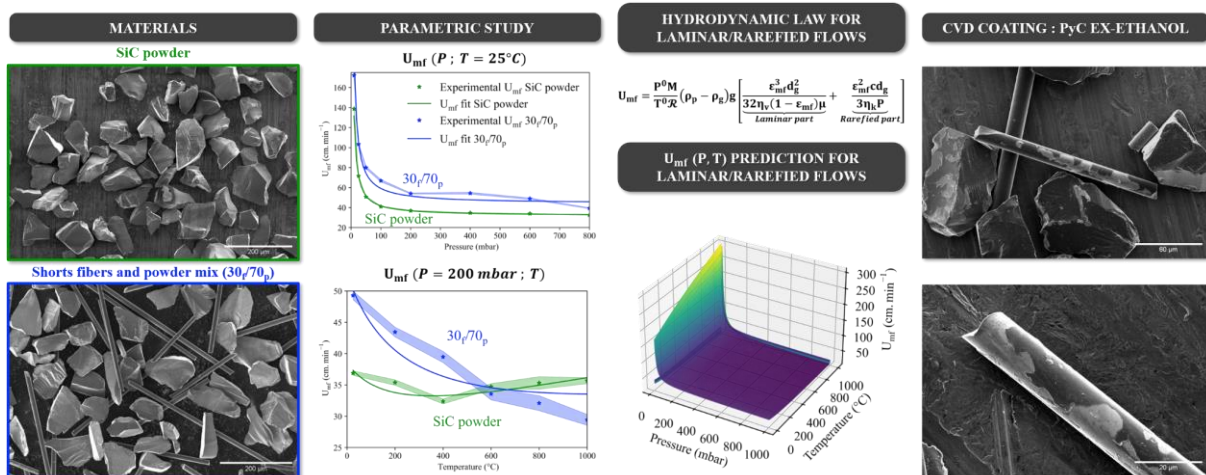 MATERIALS
SiC powder
200 µm
Shorts fibers and powder mix (30f/70p)
200 µm
PARAMETRIC STUDY
Umf (P ; T = 25°C)
Umf (cm. min⁻¹)
160
140
120
100
80
60
40
20
Experimental Umf SiC powder
Umf fit SiC powder
Experimental Umf 30f/70p
Umf fit 30f/70p
30f/70p
SiC powder
0 100 200 300 400 500 600 700 800
Pressure (mbar)
Umf (P = 200 mbar ; T)
Umf (cm. min⁻¹)
50
45
40
35
30
25
30f/70p
SiC powder
0 200 400 600 800 1000
Temperature (°C)
HYDRODYNAMIC LAW FOR
LAMINAR/RAREFIED FLOWS
Umf = P⁰M/T⁰R (ρp − ρg)g [ε³mf d²g / 32ηv(1 − εmf)μ + ε²mf cdg / 3ηkP]
Laminar part Rarefied part
Umf (P, T) PREDICTION FOR
LAMINAR/RAREFIED FLOWS
300
250
200
150
100
50
Umf (cm. min⁻¹)
0 200 400 600 800 1000
Pressure (mbar)
0 200 400 600 800 1000
Temperature (°C)
CVD COATING : PyC EX-ETHANOL
60 µm
20 µm